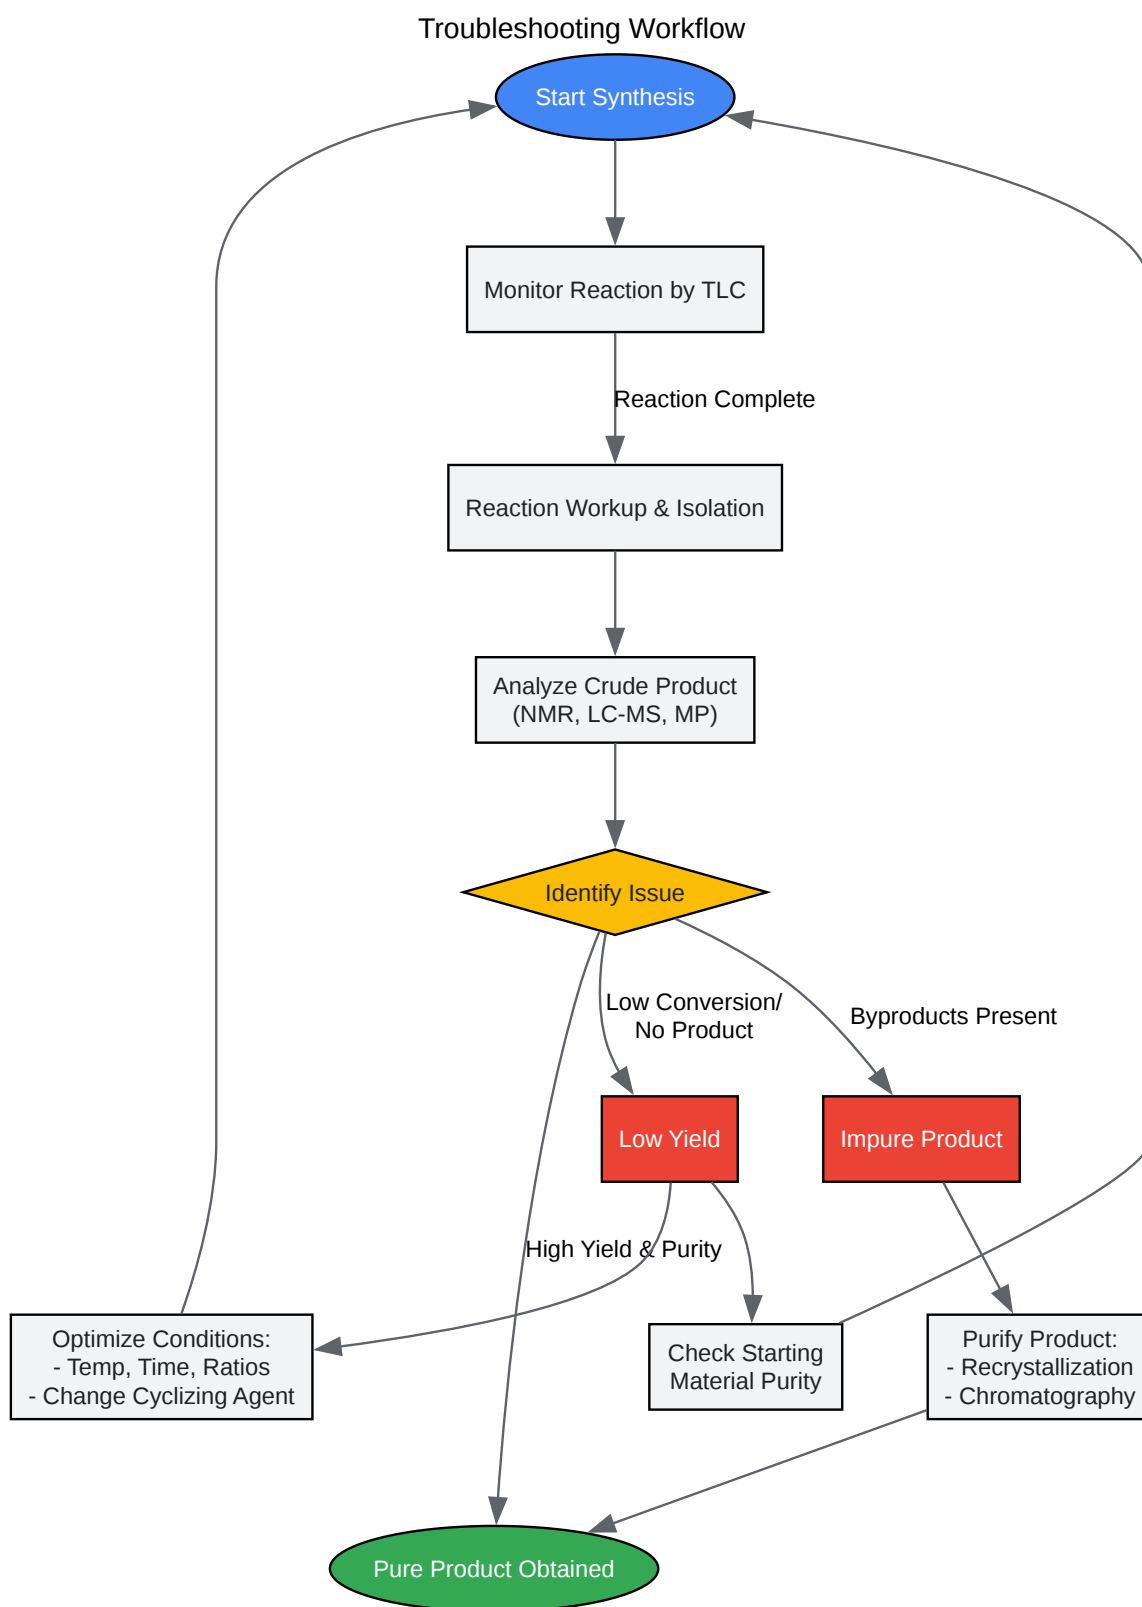 Troubleshooting Workflow
Start Synthesis
Monitor Reaction by TLC
Reaction Complete
Reaction Workup & Isolation
Analyze Crude Product
(NMR, LC-MS, MP)
Identify Issue
Low Conversion/
No Product
Byproducts Present
Low Yield
Impure Product
High Yield & Purity
Optimize Conditions:
- Temp, Time, Ratios
- Change Cyclizing Agent
Check Starting
Material Purity
Purify Product:
- Recrystallization
- Chromatography
Pure Product Obtained